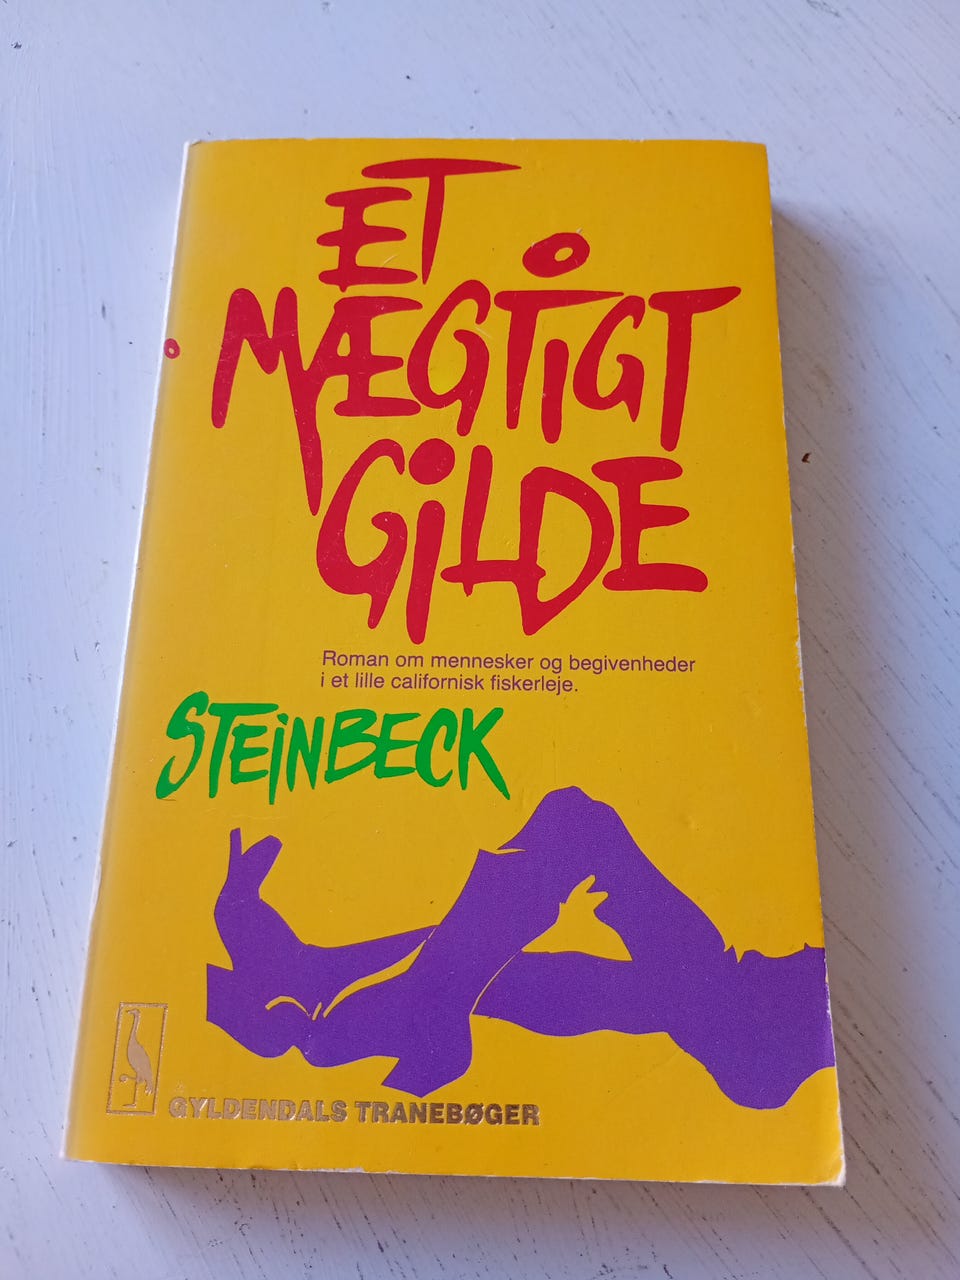 ET
MÆGTIGT
GILDE
Roman om mennesker og begivenheder
i et lille californisk fiskerleje.
STEINBECK
GYLDENDALS TRANEBØGER